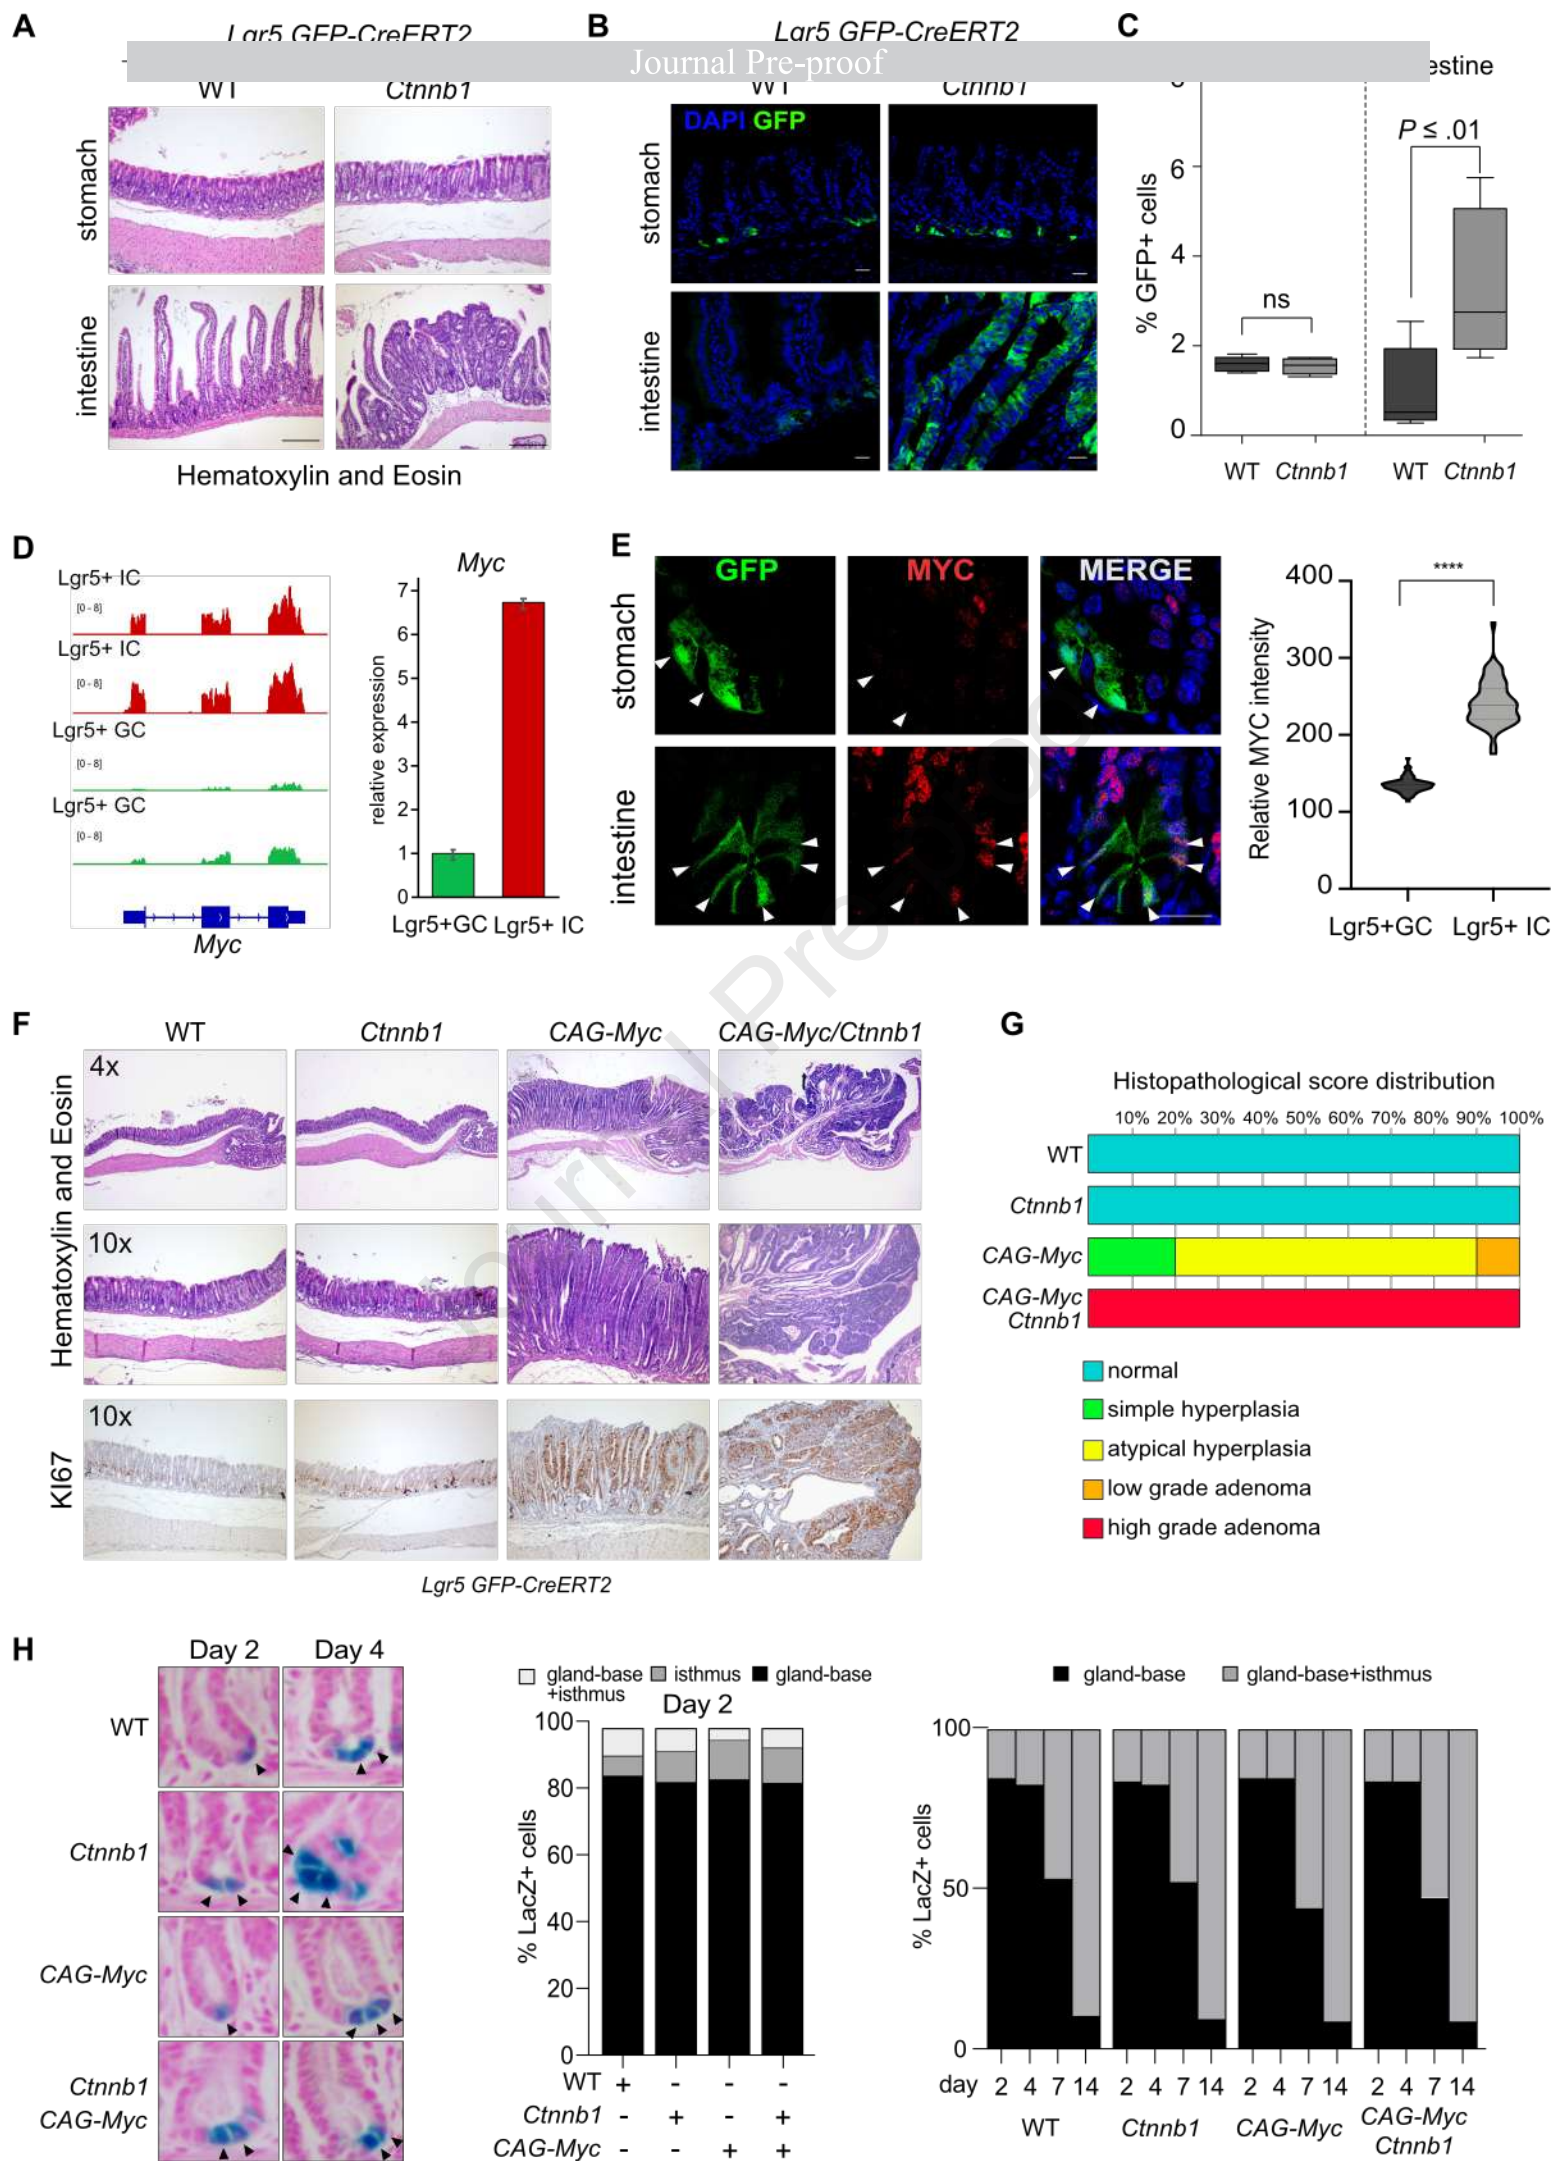 A
Lgr5 GFP-CreERT2
B
Lgr5 GFP-CreERT2
C
Journal Pre-proof
estine
WT
Ctnnb1
WT
Ctnnb1
stomach
intestine
Hematoxylin and Eosin
DAPI GFP
stomach
intestine
% GFP+ cells
6
4
2
0
ns
P ≤ .01
WT Ctnnb1
WT Ctnnb1
D
Lgr5+ IC
[0 - 8]
Lgr5+ IC
[0 - 8]
Lgr5+ GC
[0 - 8]
Lgr5+ GC
[0 - 8]
Myc
Myc
relative expression
7
6
5
4
3
2
1
0
Lgr5+GC Lgr5+ IC
E
GFP
MYC
MERGE
stomach
intestine
Relative MYC intensity
400
300
200
100
0
****
Lgr5+GC Lgr5+ IC
F
WT
Ctnnb1
CAG-Myc
CAG-Myc/Ctnnb1
4x
10x
10x
Hematoxylin and Eosin
KI67
Lgr5 GFP-CreERT2
Journal Pre-proof
G
Histopathological score distribution
10% 20% 30% 40% 50% 60% 70% 80% 90% 100%
WT
Ctnnb1
CAG-Myc
CAG-Myc
Ctnnb1
normal
simple hyperplasia
atypical hyperplasia
low grade adenoma
high grade adenoma
H
Day 2
Day 4
WT
Ctnnb1
CAG-Myc
Ctnnb1
CAG-Myc
gland-base
+isthmus
isthmus
gland-base
Day 2
% LacZ+ cells
100
80
60
40
20
0
WT + - - -
Ctnnb1 - + - +
CAG-Myc - - + +
gland-base
gland-base+isthmus
% LacZ+ cells
100
50
0
day 2 4 7 14 2 4 7 14 2 4 7 14 2 4 7 14
WT
Ctnnb1
CAG-Myc
CAG-Myc
Ctnnb1